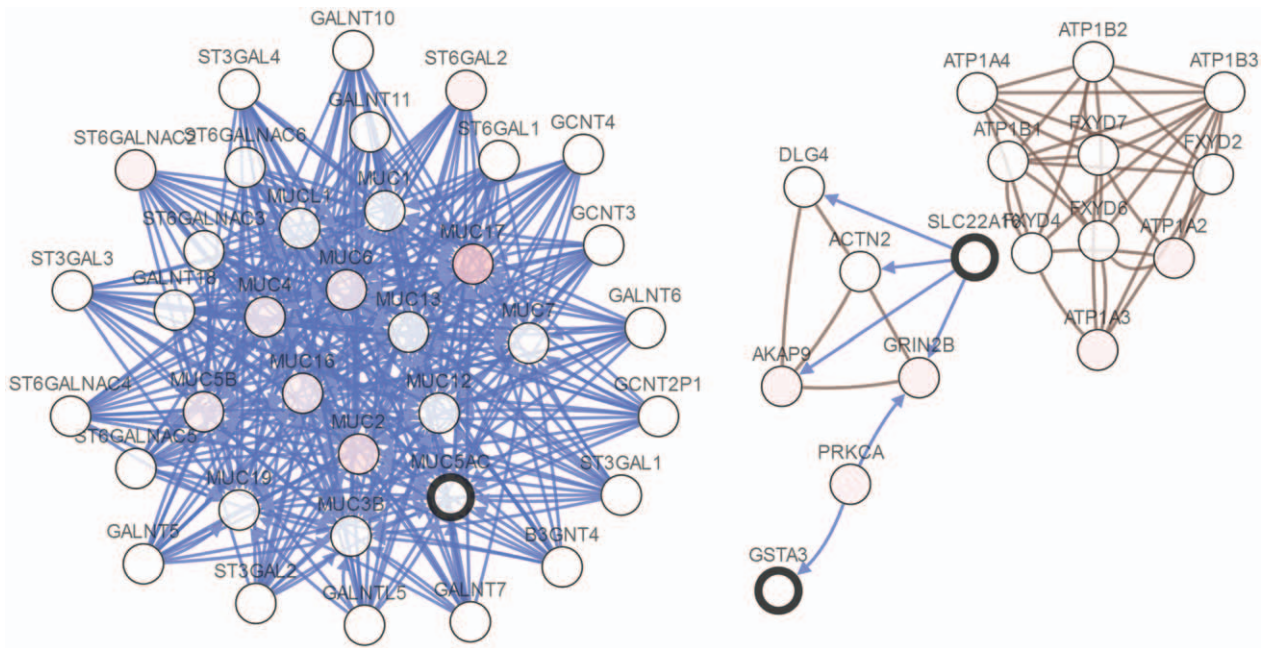 GALNT10
ST3GAL4
ST6GAL2
GALNT11
ST6GALNAC2
ST6GALNAC6
ST6GAL1
GCNT4
MUCL1
MUC1
ST6GALNAC3
MUC17
GCNT3
ST3GAL3
GALNT18
MUC6
MUC4
MUC13
MUC7
GALNT6
ST6GALNAC4
MUC5B
MUC16
MUC12
GCNT2P1
ST6GALNAC5
MUC2
MUC5AC
ST3GAL1
MUC19
MUC3B
GALNT5
B3GNT4
ST3GAL2
GALNTL5
GALNT7
ATP1B2
ATP1A4
ATP1B3
ATP1B1
FXYD7
FXYD2
DLG4
SLC22A16
FXYD4
FXYD6
ATP1A2
ACTN2
ATP1A3
AKAP9
GRIN2B
PRKCA
GSTA3